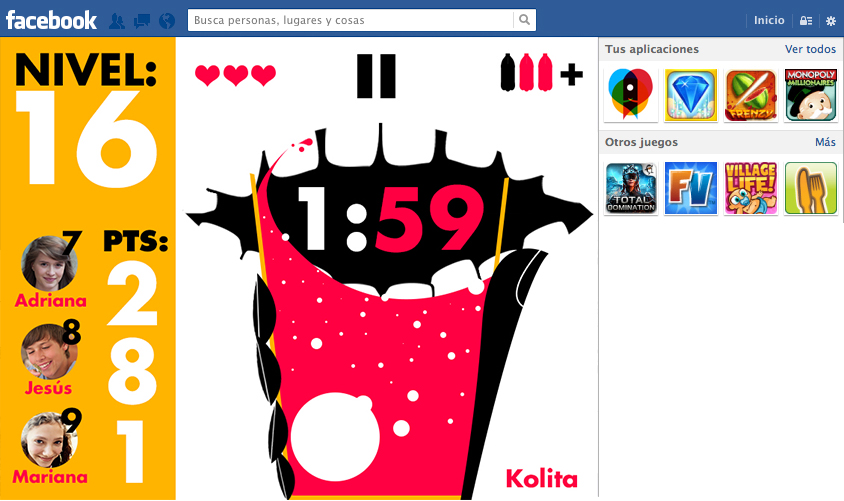 facebook
Busca personas, lugares y cosas
Inicio
NIVEL:
16
PTS:
2
8
1
7
Adriana
8
Jesús
9
Mariana
1:59
Kolita
Tus aplicaciones
Ver todos
FRENZY
MONOPOLY
MILLIONAIRES
Otros juegos
Más
TOTAL
DOMINATION
FV
VILLAGE
LIFE!